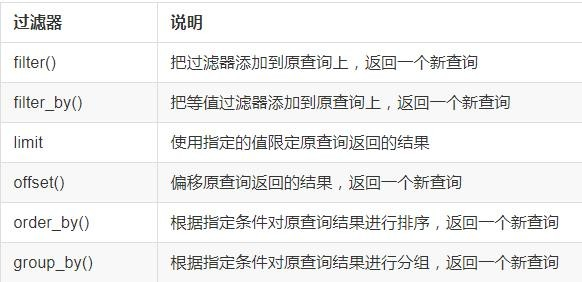 过滤器 说明
filter() 把过滤器添加到原查询上，返回一个新查询
filter_by() 把等值过滤器添加到原查询上，返回一个新查询
limit 使用指定的值限定原查询返回的结果
offset() 偏移原查询返回的结果，返回一个新查询
order_by() 根据指定条件对原查询结果进行排序，返回一个新查询
group_by() 根据指定条件对原查询结果进行分组，返回一个新查询